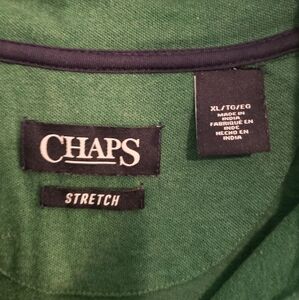 CHAPS
STRETCH
XL/TG/EG
MADE IN
INDIA
FABRIQUÉ EN
INDE
HECHO EN
INDIA